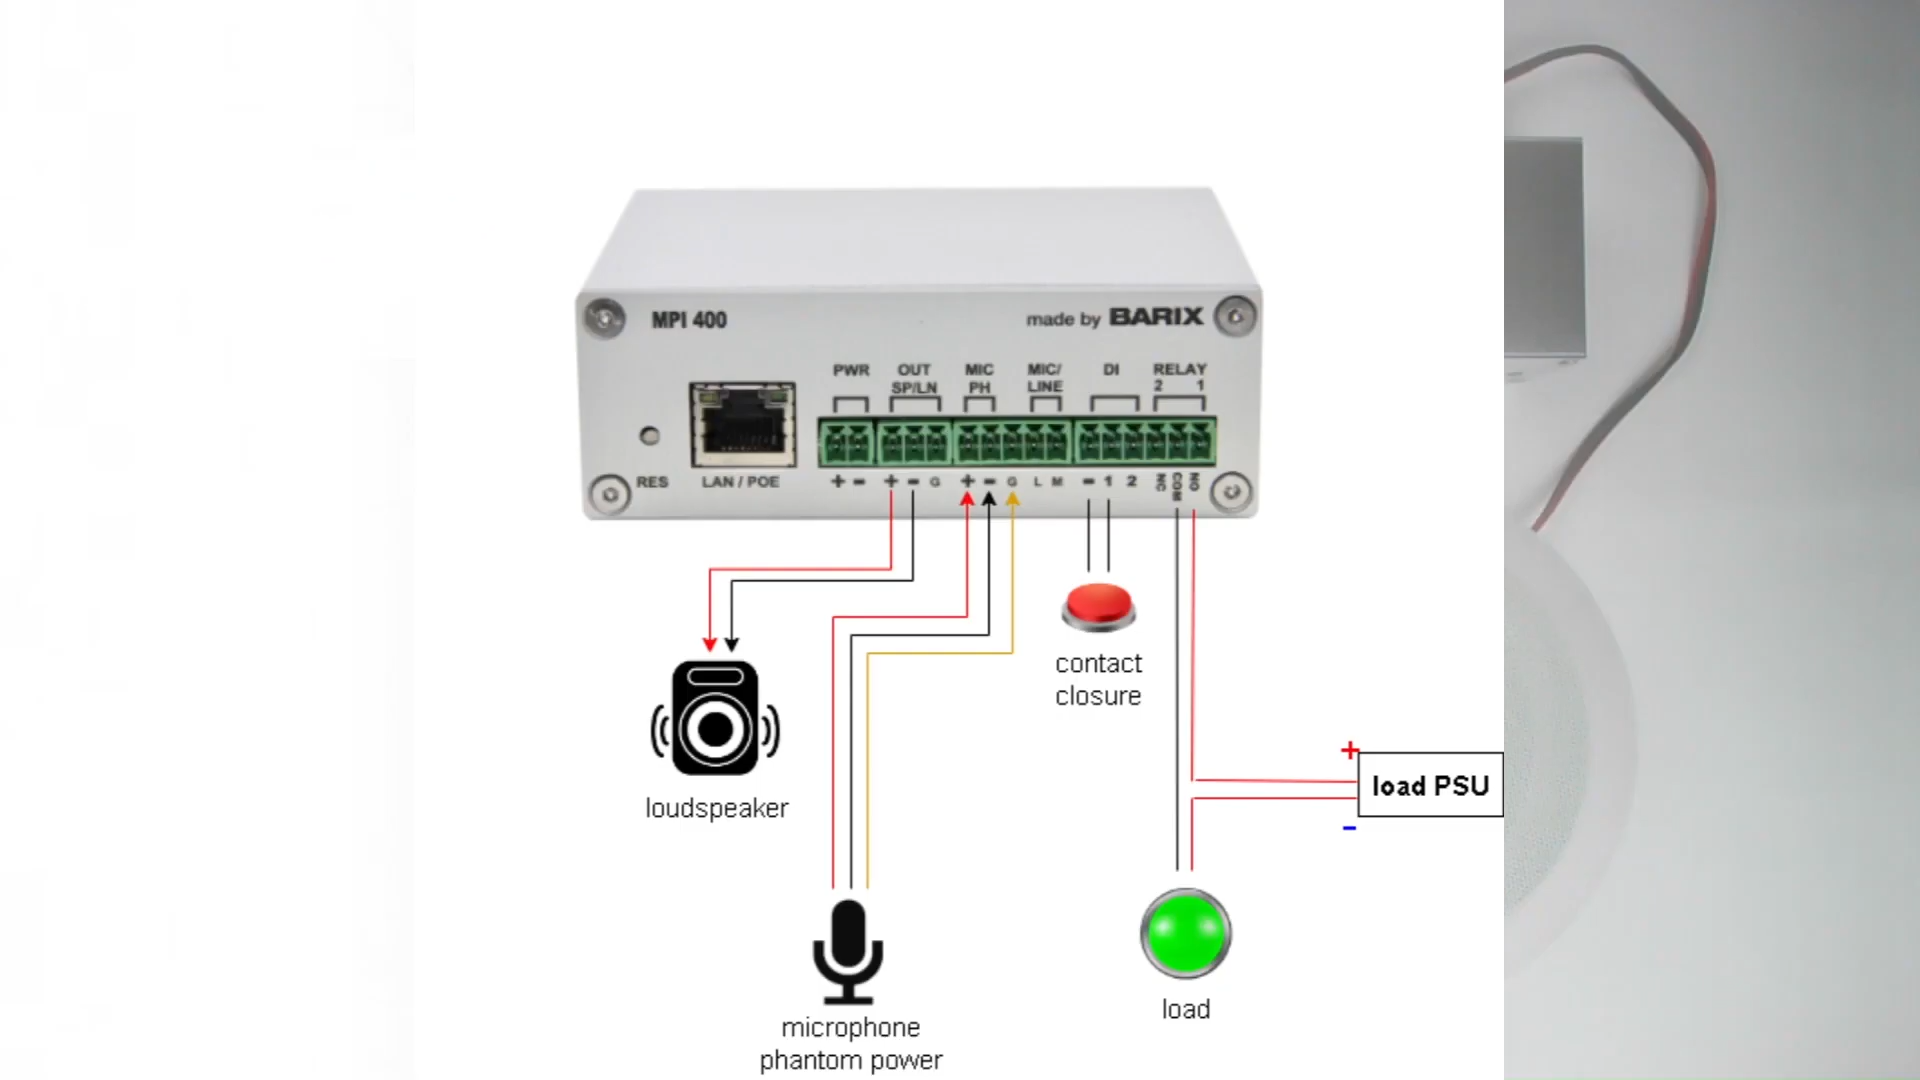 MPI 400
made by BARIX
PWR
OUT
SP/LN
MIC
PH
MIC/
LINE
DI
RELAY
2 1
RES
LAN / POE
+ - + - G + - G L M - 1 2 NC COM NO
contact
closure
+
load PSU
-
loudspeaker
load
microphone
phantom power